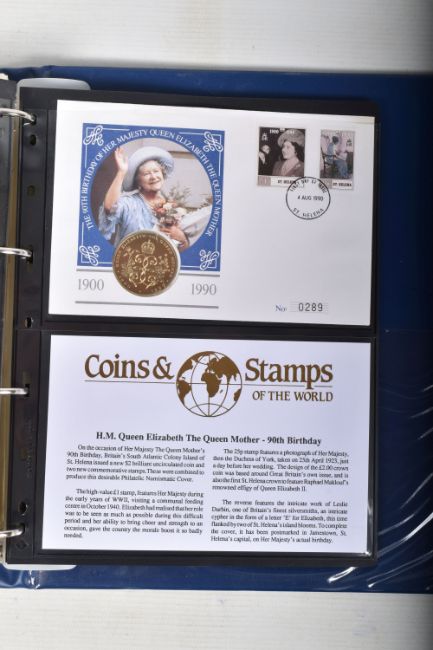 THE 90TH BIRTHDAY OF HER MAJESTY QUEEN ELIZABETH THE QUEEN MOTHER
1900
1990
1900
ST. HELENA
ST. HELENA
4 AUG 1990
ST. HELENA
No 0289
Coins & Stamps
OF THE WORLD
H.M. Queen Elizabeth The Queen Mother - 90th Birthday
On the occasion of Her Majesty The Queen Mother's
90th Birthday, Britain's South Atlantic Colony Island of
St. Helena issued a new $2 brilliant uncirculated coin and
two new commemorative stamps. These were combined to
produce this desirable Philatelic Numismatic Cover.
The high-valued £1 stamp, features Her Majesty during
the early years of WWII, visiting a communal feeding
centre in October 1940. Elizabeth had realised that her role
was to be seen as much as possible during this difficult
period and her ability to bring cheer and strength to an
occasion, gave the country the morale boost it so badly
needed.
The 25p stamp features a photograph of Her Majesty,
then the Duchess of York, taken on 25th April 1923, just
a day before her wedding. The design of the £2.00 crown
coin was based around Great Britain's own issue, and is
also the first St. Helena crown to feature Raphael Maklouf's
renowned effigy of Queen Elizabeth II.
The reverse features the intricate work of Leslie
Durbin, one of Britain's finest silversmiths, an intricate
cypher in the form of a letter "E" for Elizabeth, this time
flanked by two of St. Helena's island blooms. To complete
the cover, it has been postmarked in Jamestown, St.
Helena's capital, on Her Majesty's actual birthday.